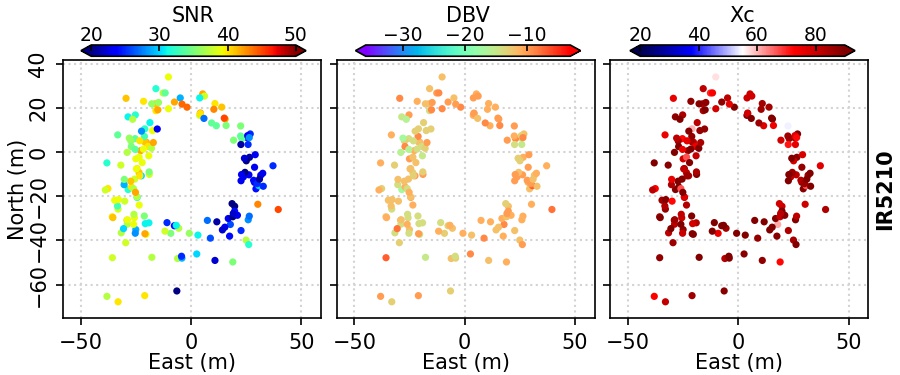 SNR DBV Xc
20 30 40 50 −30 −20 −10 20 40 60 80
40
20
0
−20
−40
−60
North (m)
−50 0 50 −50 0 50 −50 0 50
East (m) East (m) East (m)
IR5210